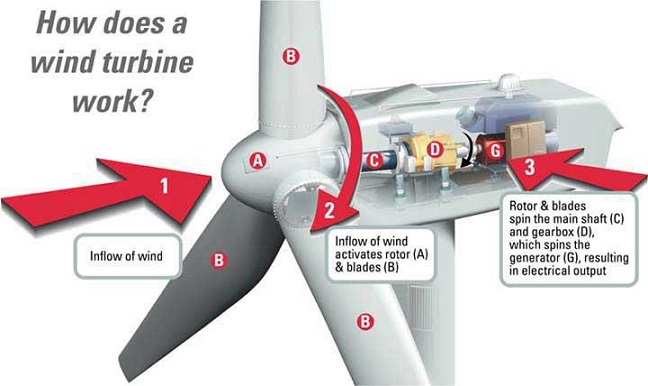 How does a
wind turbine
work?
B
A
C
D
G
3
1
2
Inflow of wind
B
Inflow of wind
activates rotor (A)
& blades (B)
Rotor & blades
spin the main shaft (C)
and gearbox (D),
which spins the
generator (G), resulting
in electrical output
B